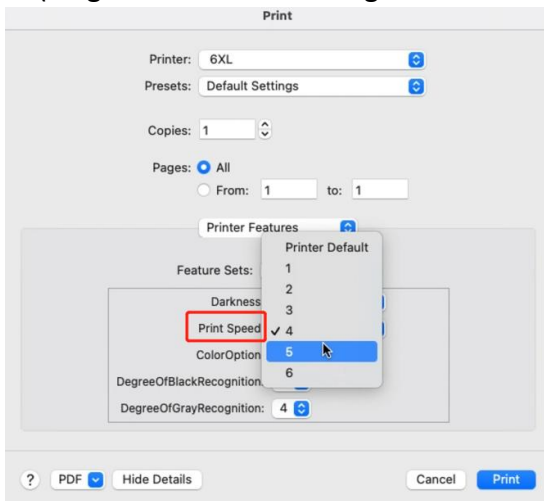 Print
Printer: 6XL
Presets: Default Settings
Copies: 1
Pages: All
From: 1 to: 1
Printer Features
Printer Default
Feature Sets:
1
2
Darkness
3
Print Speed
✓ 4
5
ColorOption
6
DegreeOfBlackRecognition:
DegreeOfGrayRecognition: 4
? PDF Hide Details Cancel Print